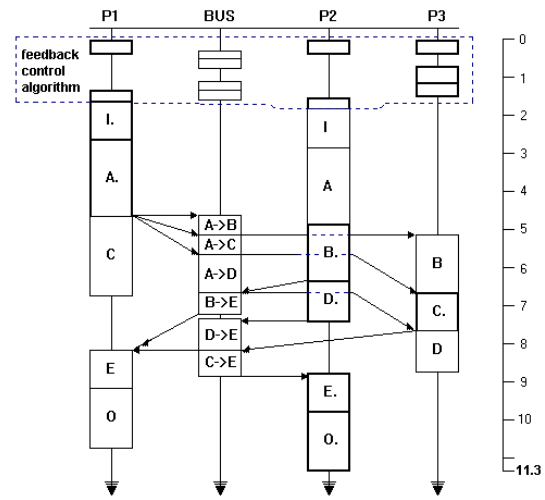 P1 BUS P2 P3
feedback
control
algorithm
0
1
2
3
4
5
6
7
8
9
10
11.3
I.
A.
C
E
O
A->B
A->C
A->D
B->E
D->E
C->E
I
A
B.
D.
E.
O.
B
C.
D